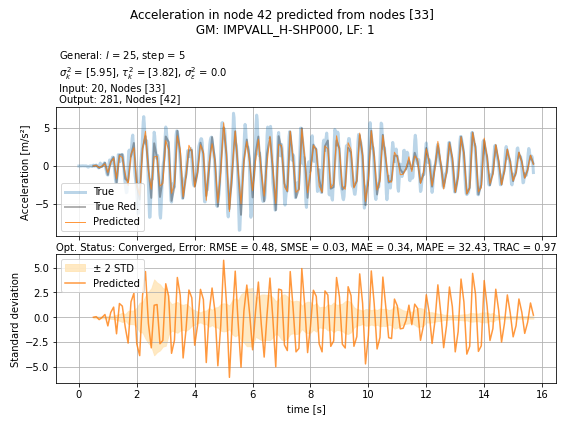 Acceleration in node 42 predicted from nodes [33]
GM: IMPVALL_H-SHP000, LF: 1
General: l = 25, step = 5
σ_k^2 = [5.95], τ_k^2 = [3.82], σ_ε^2 = 0.0
Input: 20, Nodes [33]
Output: 281, Nodes [42]
Acceleration [m/s²]
5
0
−5
True
True Red.
Predicted
Opt. Status: Converged, Error: RMSE = 0.48, SMSE = 0.03, MAE = 0.34, MAPE = 32.43, TRAC = 0.97
Standard deviation
5.0
2.5
0.0
−2.5
−5.0
± 2 STD
Predicted
0 2 4 6 8 10 12 14 16
time [s]